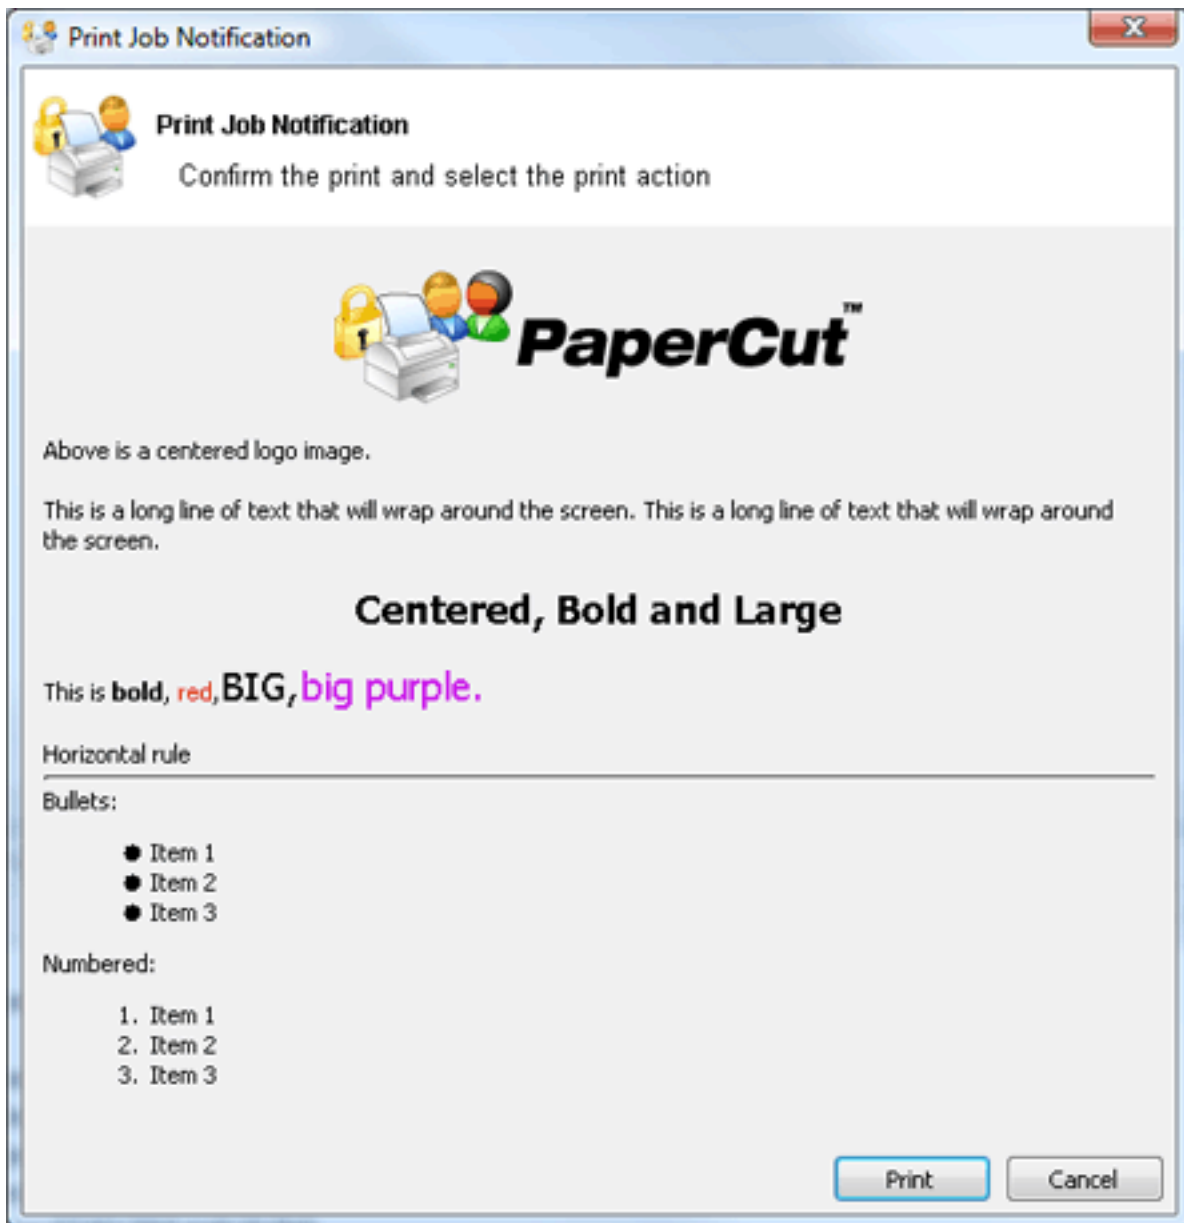 Print Job Notification
Print Job Notification
Confirm the print and select the print action
PaperCut™
Above is a centered logo image.
This is a long line of text that will wrap around the screen. This is a long line of text that will wrap around
the screen.
Centered, Bold and Large
This is bold, red,BIG,big purple.
Horizontal rule
Bullets:
● Item 1
● Item 2
● Item 3
Numbered:
1. Item 1
2. Item 2
3. Item 3
Print Cancel